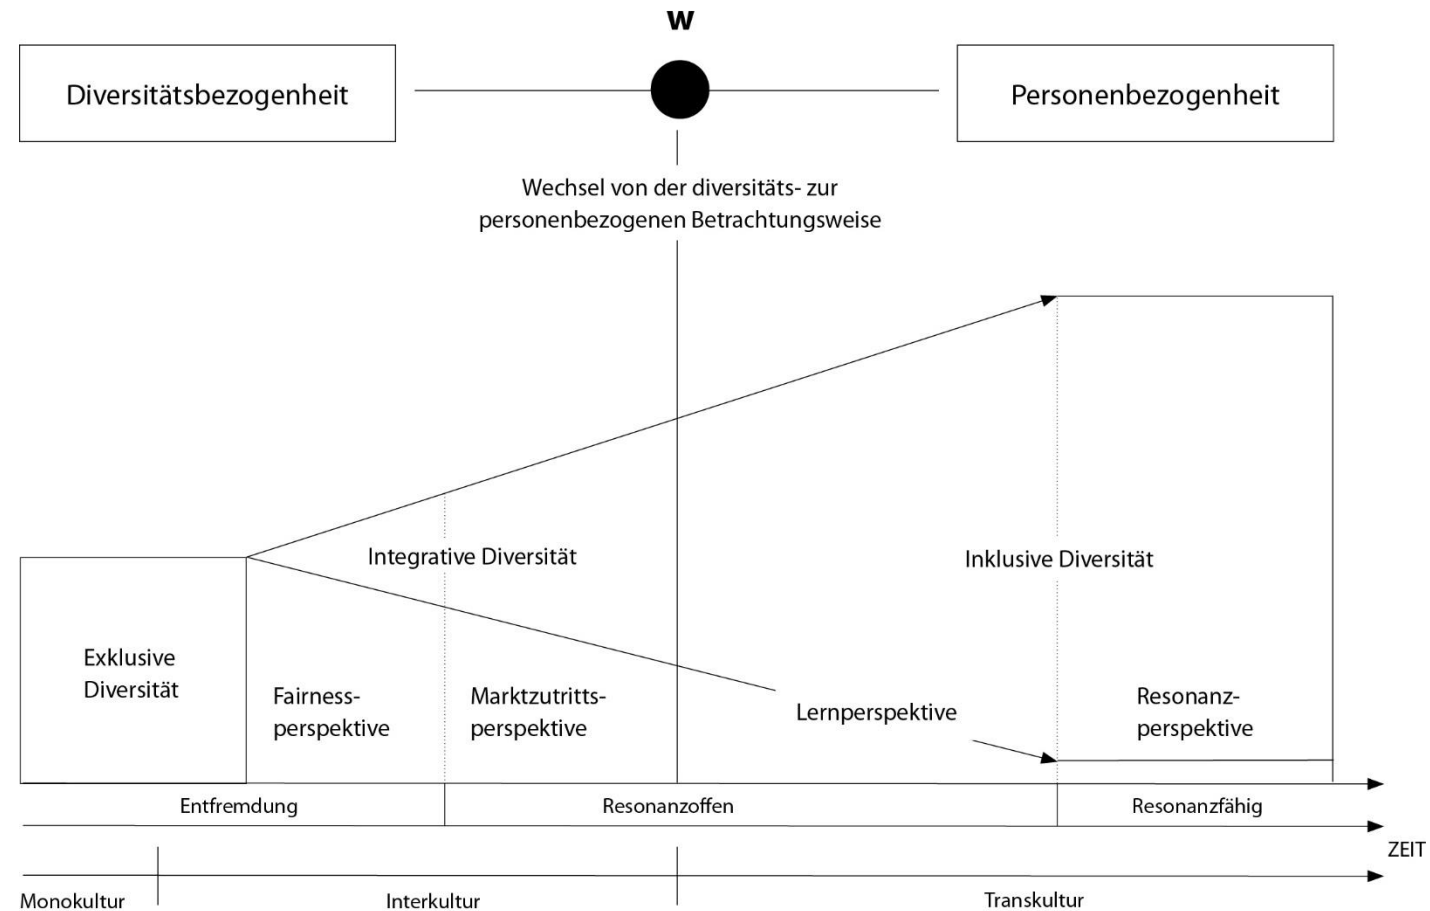 W
Diversitätsbezogenheit
Personenbezogenheit
Wechsel von der diversitäts- zur
personenbezogenen Betrachtungsweise
Integrative Diversität
Inklusive Diversität
Exklusive
Diversität
Fairness-
perspektive
Marktzutritts-
perspektive
Lernperspektive
Resonanz-
perspektive
Entfremdung
Resonanzoffen
Resonanzfähig
ZEIT
Monokultur
Interkultur
Transkultur